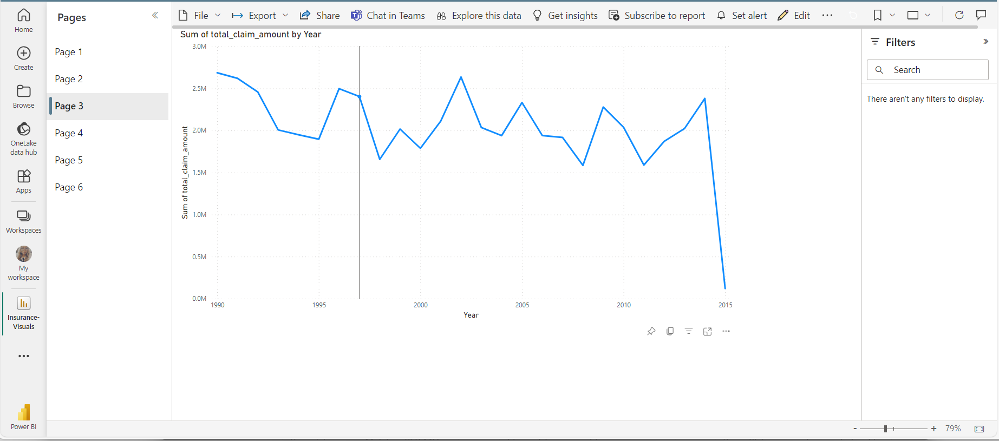 Home
Create
Browse
OneLake
data hub
Apps
Workspaces
My
workspace
Insurance-
Visuals
Power BI
Pages
Page 1
Page 2
Page 3
Page 4
Page 5
Page 6
File
Export
Share
Chat in Teams
Explore this data
Get insights
Subscribe to report
Set alert
Edit
Sum of total_claim_amount by Year
Sum of total_claim_amount
3.0M
2.5M
2.0M
1.5M
1.0M
0.5M
0.0M
1990 1995 2000 2005 2010 2015
Year
Filters
Search
There aren't any filters to display.
- + 79%